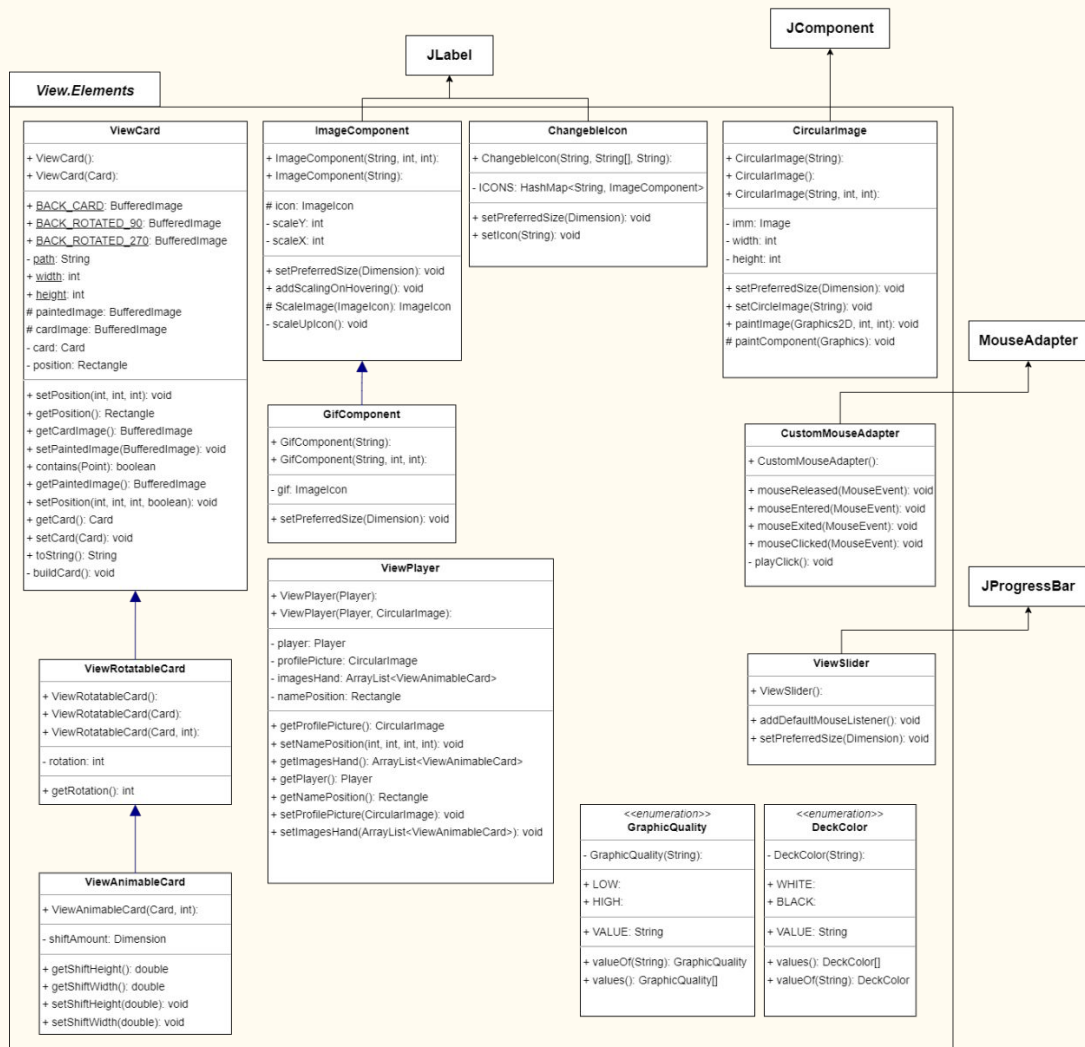 JComponent
JLabel
View.Elements
ViewCard
+ ViewCard():
+ ViewCard(Card):
+ BACK_CARD: BufferedImage
+ BACK_ROTATED_90: BufferedImage
+ BACK_ROTATED_270: BufferedImage
- path: String
+ width: int
+ height: int
# paintedImage: BufferedImage
# cardImage: BufferedImage
- card: Card
- position: Rectangle
+ setPosition(int, int, int): void
+ getPosition(): Rectangle
+ getCardImage(): BufferedImage
+ setPaintedImage(BufferedImage): void
+ contains(Point): boolean
+ getPaintedImage(): BufferedImage
+ setPosition(int, int, int, boolean): void
+ getCard(): Card
+ setCard(Card): void
+ toString(): String
- buildCard(): void
ImageComponent
+ ImageComponent(String, int, int):
+ ImageComponent(String):
# icon: ImageIcon
- scaleY: int
- scaleX: int
+ setPreferredSize(Dimension): void
+ addScalingOnHovering(): void
# ScaleImage(ImageIcon): ImageIcon
- scaleUpIcon(): void
ChangebleIcon
+ ChangebleIcon(String, String[], String):
- ICONS: HashMap<String, ImageComponent>
+ setPreferredSize(Dimension): void
+ setIcon(String): void
CircularImage
+ CircularImage(String):
+ CircularImage():
+ CircularImage(String, int, int):
- imm: Image
- width: int
- height: int
+ setPreferredSize(Dimension): void
+ setCircleImage(String): void
+ paintImage(Graphics2D, int, int): void
# paintComponent(Graphics): void
MouseAdapter
GifComponent
+ GifComponent(String):
+ GifComponent(String, int, int):
- gif: ImageIcon
+ setPreferredSize(Dimension): void
CustomMouseAdapter
+ CustomMouseAdapter():
+ mouseReleased(MouseEvent): void
+ mouseEntered(MouseEvent): void
+ mouseExited(MouseEvent): void
+ mouseClicked(MouseEvent): void
- playClick(): void
JProgressBar
ViewPlayer
+ ViewPlayer(Player):
+ ViewPlayer(Player, CircularImage):
- player: Player
- profilePicture: CircularImage
- imagesHand: ArrayList<ViewAnimableCard>
- namePosition: Rectangle
+ getProfilePicture(): CircularImage
+ setNamePosition(int, int, int, int): void
+ getImagesHand(): ArrayList<ViewAnimableCard>
+ getPlayer(): Player
+ getNamePosition(): Rectangle
+ setProfilePicture(CircularImage): void
+ setImagesHand(ArrayList<ViewAnimableCard>): void
ViewSlider
+ ViewSlider():
+ addDefaultMouseListener(): void
+ setPreferredSize(Dimension): void
ViewRotatableCard
+ ViewRotatableCard():
+ ViewRotatableCard(Card):
+ ViewRotatableCard(Card, int):
- rotation: int
+ getRotation(): int
ViewAnimableCard
+ ViewAnimableCard(Card, int):
- shiftAmount: Dimension
+ getShiftHeight(): double
+ getShiftWidth(): double
+ setShiftHeight(double): void
+ setShiftWidth(double): void
<<enumeration>>
GraphicQuality
- GraphicQuality(String):
+ LOW:
+ HIGH:
+ VALUE: String
+ valueOf(String): GraphicQuality
+ values(): GraphicQuality[]
<<enumeration>>
DeckColor
- DeckColor(String):
+ WHITE:
+ BLACK:
+ VALUE: String
+ values(): DeckColor[]
+ valueOf(String): DeckColor